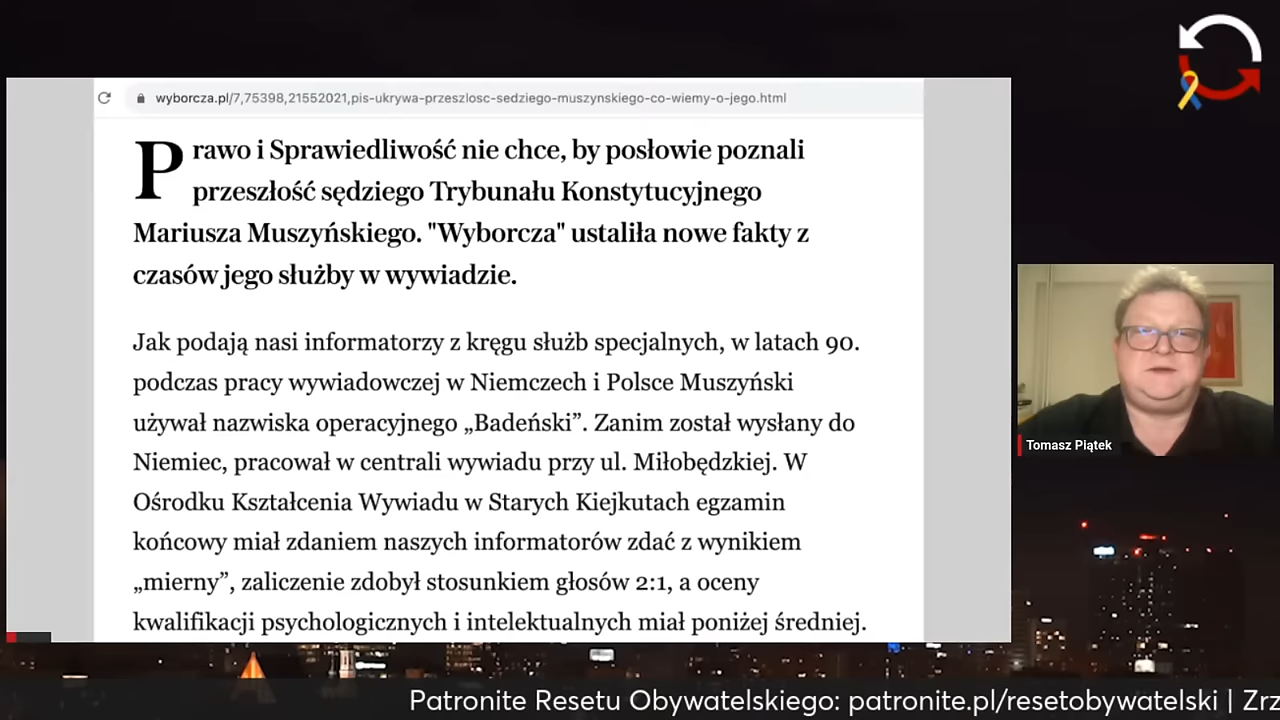 wyborcza.pl/7,75398,21552021,pis-ukrywa-przeszlosc-sedziego-muszynskiego-co-wiemy-o-jego.html
Prawo i Sprawiedliwość nie chce, by posłowie poznali
przeszłość sędziego Trybunału Konstytucyjnego
Mariusza Muszyńskiego. "Wyborcza" ustaliła nowe fakty z
czasów jego służby w wywiadzie.
Jak podają nasi informatorzy z kręgu służb specjalnych, w latach 90.
podczas pracy wywiadowczej w Niemczech i Polsce Muszyński
używał nazwiska operacyjnego „Badeński”. Zanim został wysłany do
Niemiec, pracował w centrali wywiadu przy ul. Miłobędzkiej. W
Ośrodku Kształcenia Wywiadu w Starych Kiejkutach egzamin
końcowy miał zdaniem naszych informatorów zdać z wynikiem
„mierny”, zaliczenie zdobył stosunkiem głosów 2:1, a oceny
kwalifikacji psychologicznych i intelektualnych miał poniżej średniej.
Tomasz Piątek
Patronite Resetu Obywatelskiego: patronite.pl/resetobywatelski | Zrz